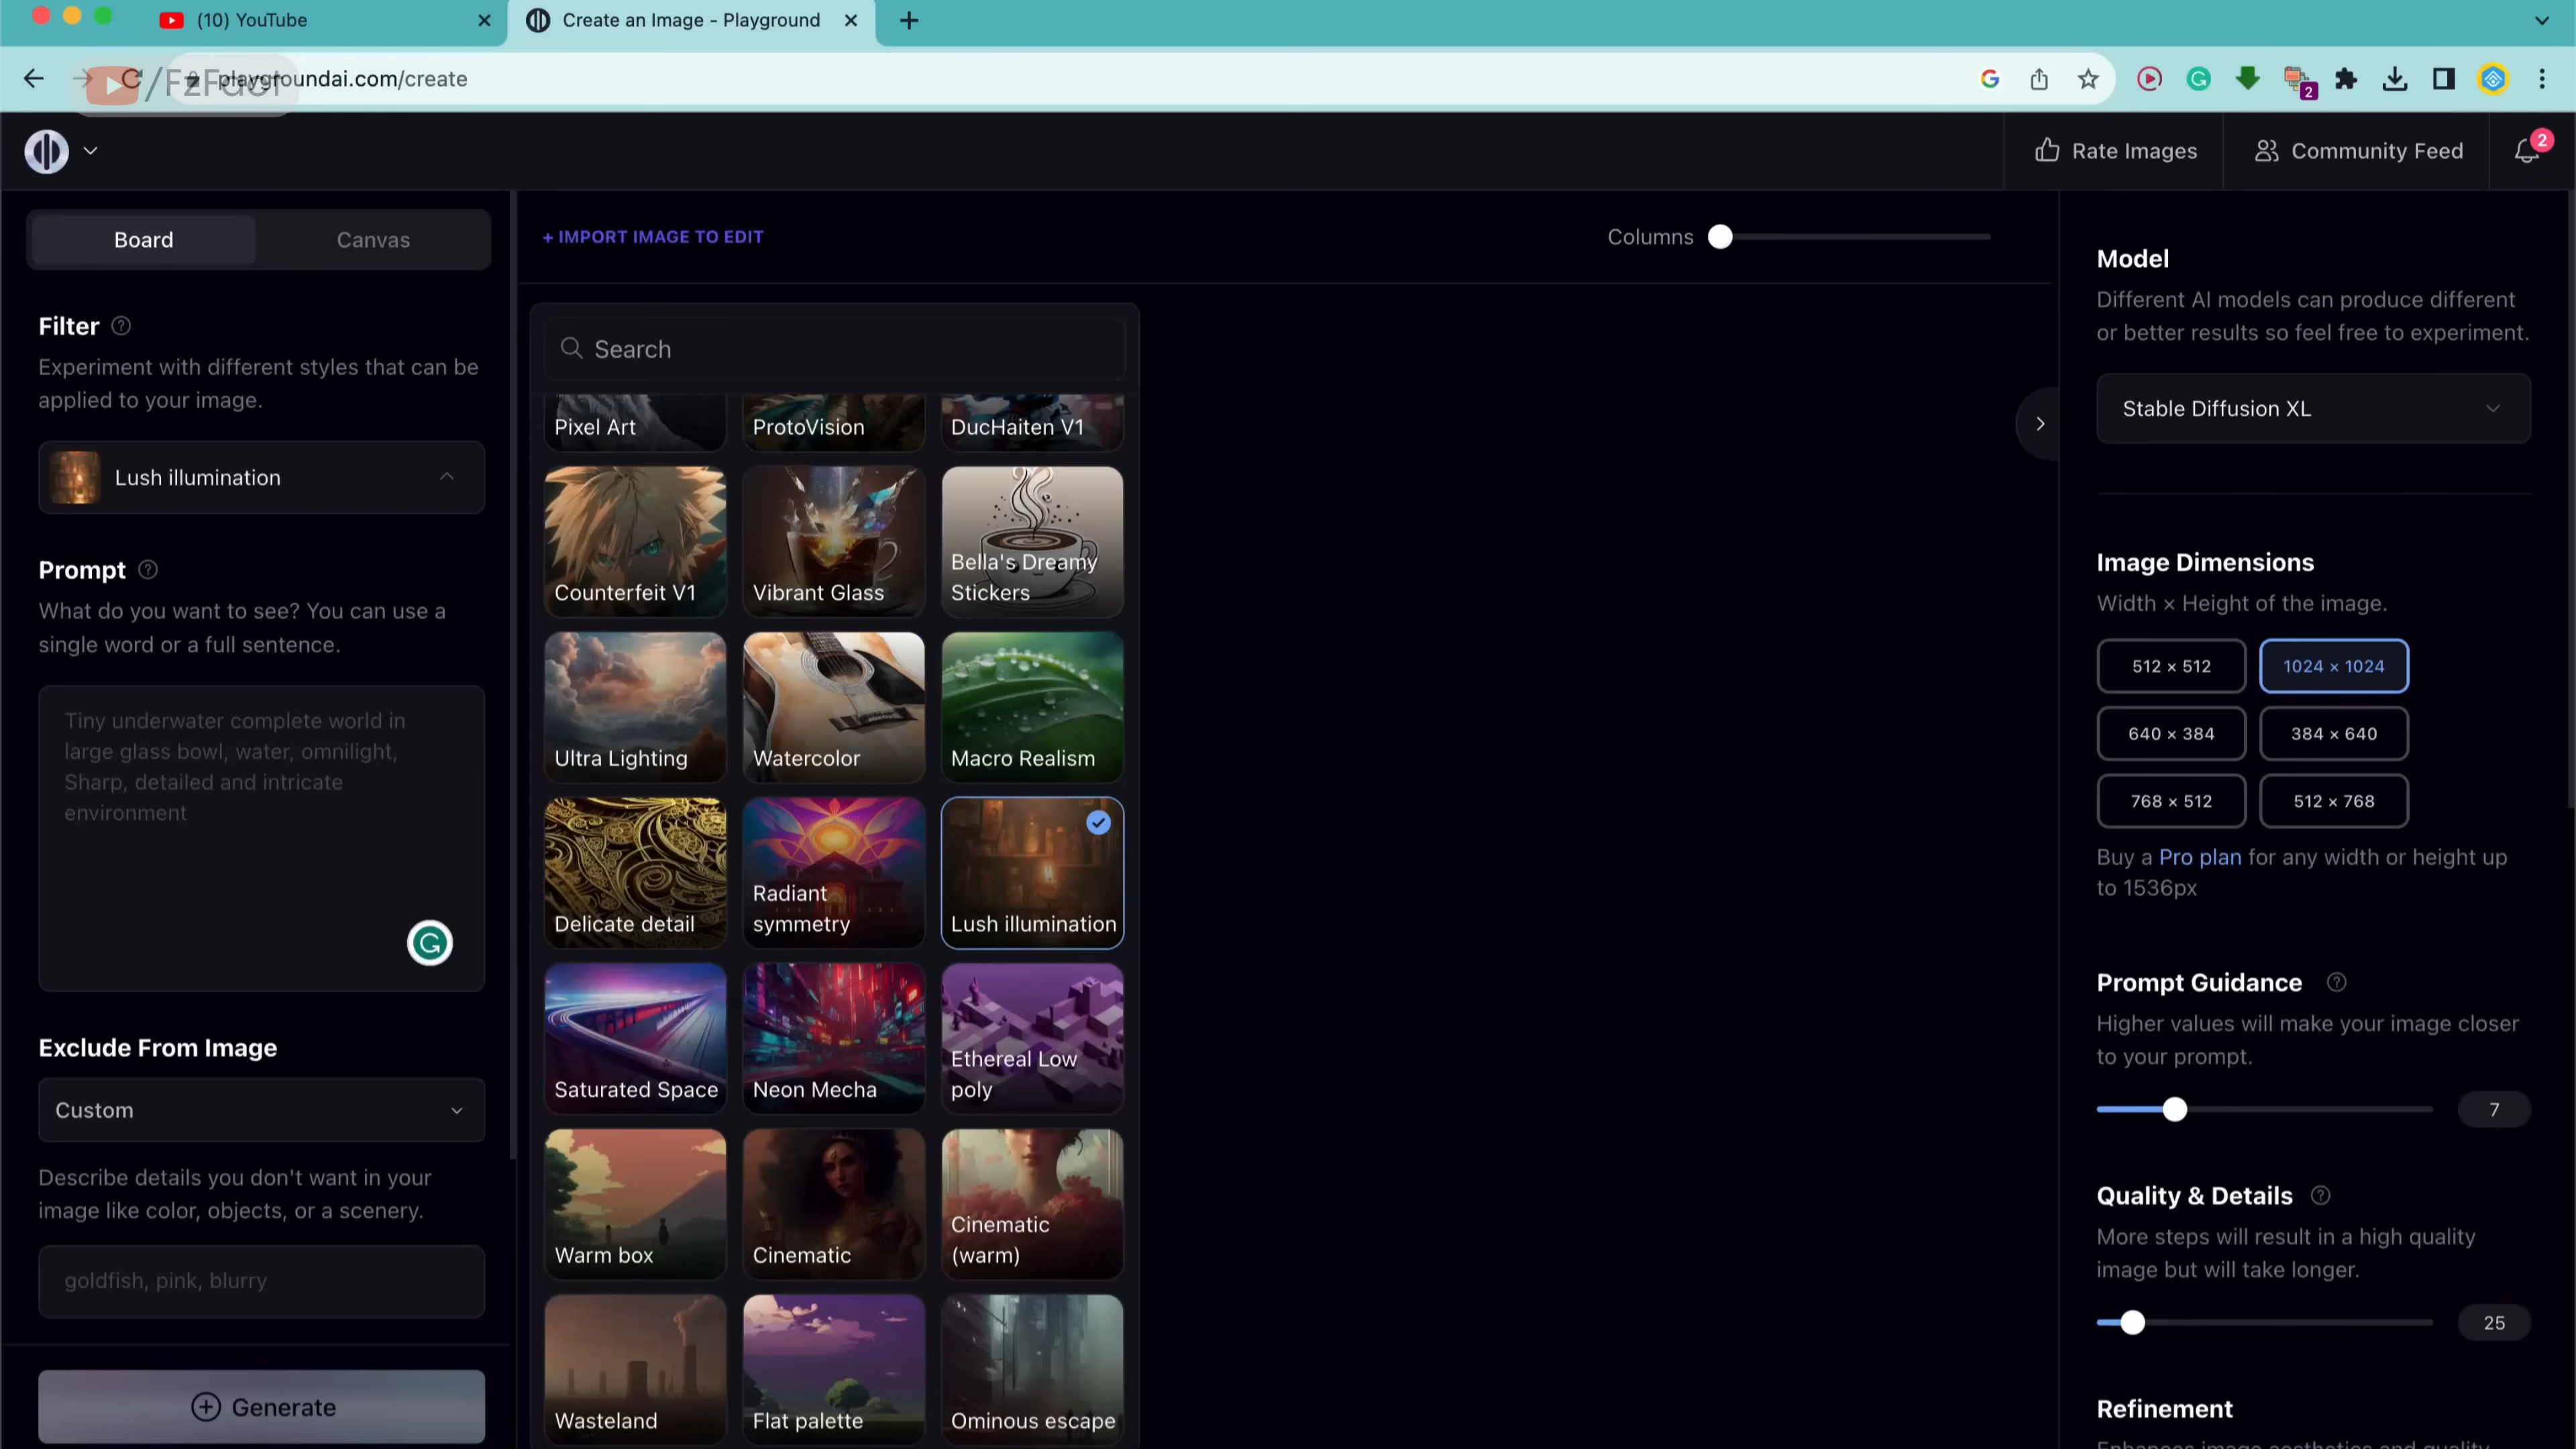 (10) YouTube
Create an Image - Playground
playgroundai.com/create
Rate Images
Community Feed
2
2
Board
Canvas
+ IMPORT IMAGE TO EDIT
Columns
Filter
Experiment with different styles that can be
applied to your image.
Lush illumination
Prompt
What do you want to see? You can use a
single word or a full sentence.
Tiny underwater complete world in
large glass bowl, water, omnilight,
Sharp, detailed and intricate
environment
Exclude From Image
Custom
Describe details you don't want in your
image like color, objects, or a scenery.
goldfish, pink, blurry
Generate
Search
Pixel Art
ProtoVision
DucHaiten V1
Counterfeit V1
Vibrant Glass
Bella's Dreamy
Stickers
Ultra Lighting
Watercolor
Macro Realism
Delicate detail
Radiant
symmetry
Lush illumination
Saturated Space
Neon Mecha
Ethereal Low
poly
Warm box
Cinematic
Cinematic
(warm)
Wasteland
Flat palette
Ominous escape
Model
Different AI models can produce different
or better results so feel free to experiment.
Stable Diffusion XL
Image Dimensions
Width × Height of the image.
512 × 512
1024 × 1024
640 × 384
384 × 640
768 × 512
512 × 768
Buy a Pro plan for any width or height up
to 1536px
Prompt Guidance
Higher values will make your image closer
to your prompt.
7
Quality & Details
More steps will result in a high quality
image but will take longer.
25
Refinement